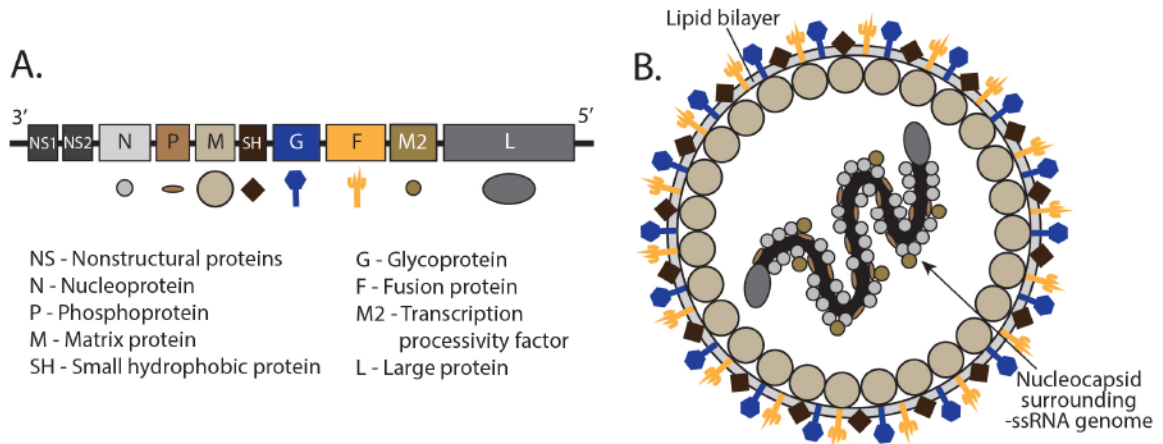 A.
3′ 5′
NS1 NS2 N P M SH G F M2 L
NS - Nonstructural proteins
N - Nucleoprotein
P - Phosphoprotein
M - Matrix protein
SH - Small hydrophobic protein
G - Glycoprotein
F - Fusion protein
M2 - Transcription
processivity factor
L - Large protein
B.
Lipid bilayer
Nucleocapsid
surrounding
-ssRNA genome